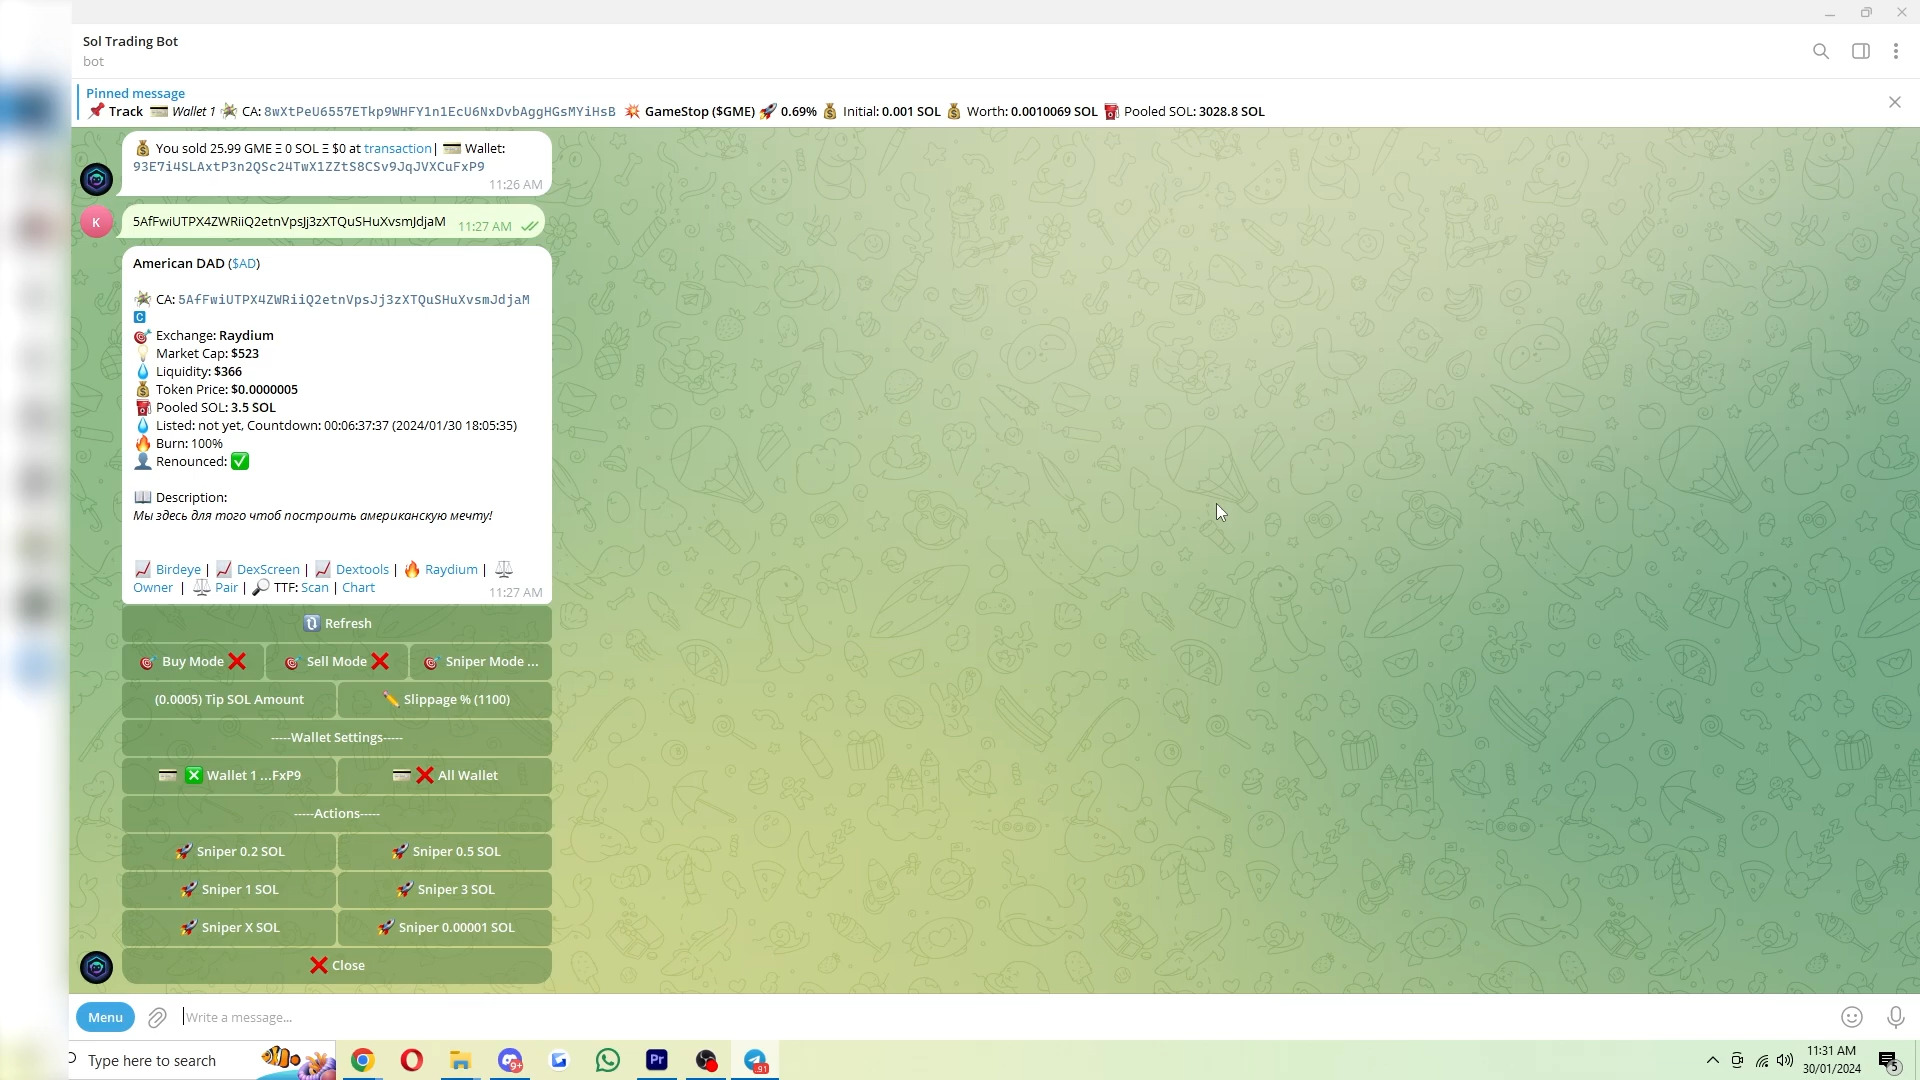 Sol Trading Bot
bot
Pinned message
📌 Track 💳 Wallet 1 CA: 8wXtPeU6557ETkp9WHFY1n1EcU6NxDvbAggHGsMYiHsB 💥 GameStop ($GME) 🚀 0.69% 💰 Initial: 0.001 SOL 💰 Worth: 0.0010069 SOL Pooled SOL: 3028.8 SOL
💰 You sold 25.99 GME Ξ 0 SOL Ξ $0 at transaction| 💳 Wallet:
93E7i4SLAxtP3n2QSc24TwX1ZZtS8CSv9JqJVXCuFxP9
11:26 AM
K
5AfFwiUTPX4ZWRiiQ2etnVpsJj3zXTQuSHuXvsmJdjaM 11:27 AM
American DAD ($AD)
CA: 5AfFwiUTPX4ZWRiiQ2etnVpsJj3zXTQuSHuXvsmJdjaM
C
🎯 Exchange: Raydium
💡 Market Cap: $523
💧 Liquidity: $366
💰 Token Price: $0.0000005
Pooled SOL: 3.5 SOL
💧 Listed: not yet, Countdown: 00:06:37:37 (2024/01/30 18:05:35)
🔥 Burn: 100%
👤 Renounced: ✅
📖 Description:
Мы здесь для того чтоб построить американскую мечту!
📈 Birdeye | 📈 DexScreen | 📈 Dextools | 🔥 Raydium | ⚖️
Owner | ⚖️ Pair | 🔎 TTF: Scan | Chart
11:27 AM
🔃 Refresh
🎯 Buy Mode ❌ 🎯 Sell Mode ❌ 🎯 Sniper Mode ...
(0.0005) Tip SOL Amount ✏️ Slippage % (1100)
-----Wallet Settings-----
💳 ❎ Wallet 1 ...FxP9 💳 ❌ All Wallet
-----Actions-----
🚀 Sniper 0.2 SOL 🚀 Sniper 0.5 SOL
🚀 Sniper 1 SOL 🚀 Sniper 3 SOL
🚀 Sniper X SOL 🚀 Sniper 0.00001 SOL
❌ Close
Menu Write a message...
Type here to search
9+
Pr
91
11:31 AM
30/01/2024
5